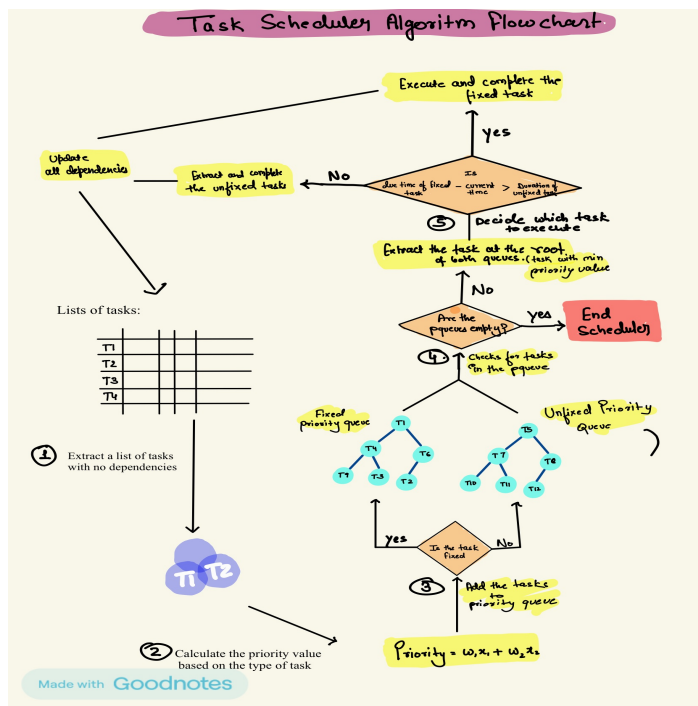 Task Scheduler Algoritm Flowchart.
Execute and complete the
fixed task
yes
Update
all dependencies
Extract and complete
the unfixed tasks
No
Is
due time of fixed task - current time > Duration of unfixed task
5
Decide which task
to execute
Extract the task at the root
of both queues. (task with min
priority value
No
Lists of tasks:
Are the
pqueues empty?
yes
End
Scheduler
T1
T2
T3
T4
4.
Checks for tasks
in the pqueue
Fixed
priority queue
Unfixed Priority
Queue
T1
T4
T6
T9
T3
T2
T5
T7
T8
T10
T11
T12
1
Extract a list of tasks
with no dependencies
yes
Is the task
fixed
No
T1 T2
3
Add the tasks
to
priority queue
2
Calculate the priority value
based on the type of task
Priority = w₁x₁ + w₂x₂
Made with Goodnotes